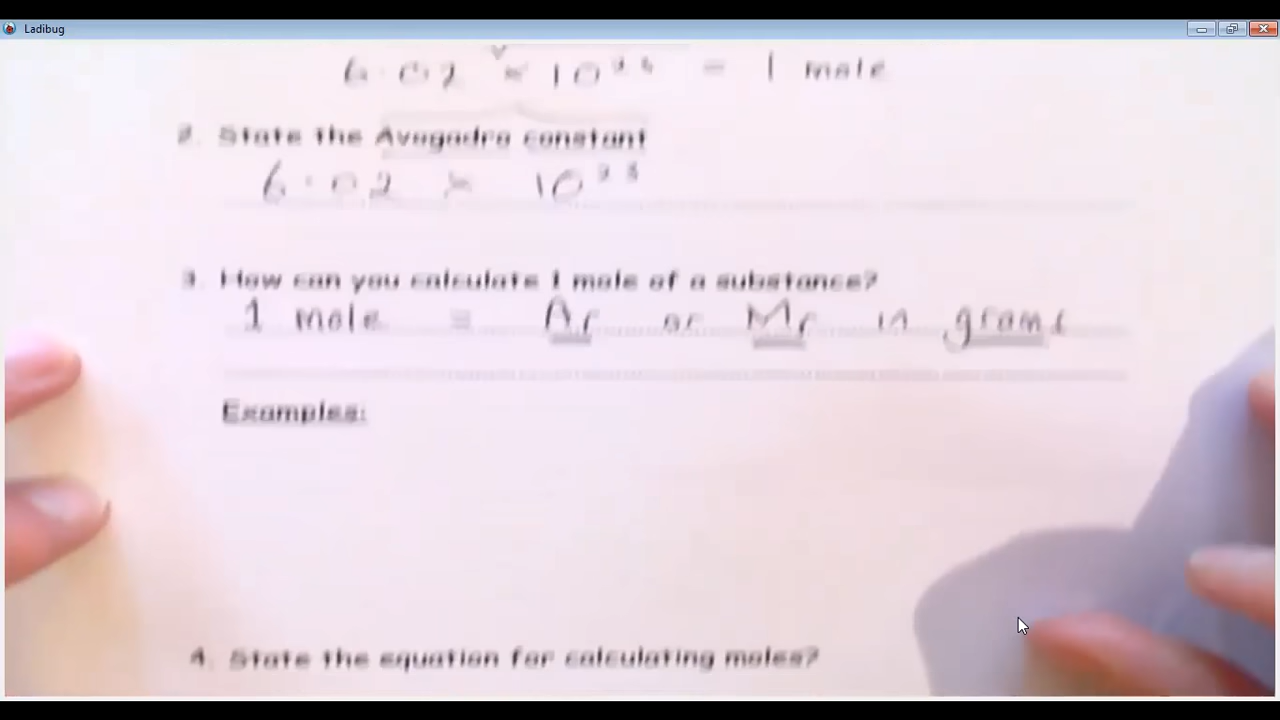 Ladibug
6.02 × 10²³ = 1 mole
2. State the Avogadro constant
6.02 × 10²³
3. How can you calculate 1 mole of a substance?
1 mole = Ar or Mr in grams
Examples:
4. State the equation for calculating moles?